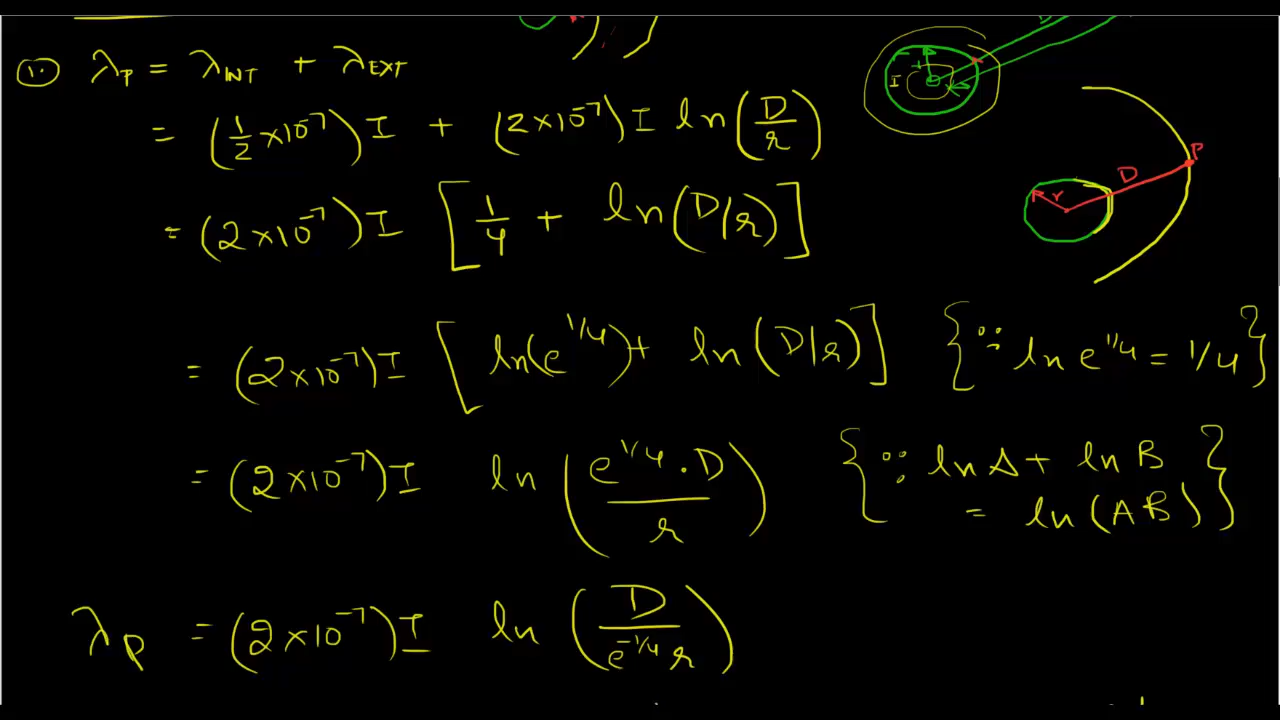 10. λP = λINT + λEXT
= (1/2 ×10⁻⁷) I + (2×10⁻⁷) I ln(D/r)
= (2×10⁻⁷) I [1/4 + ln(D/r)]
= (2×10⁻⁷) I [ln(e^1/4) + ln(D/r)] {∵ ln e^1/4 = 1/4}
= (2×10⁻⁷) I ln(e^1/4 · D / r) {∵ ln A + ln B
= ln(AB)}
λP = (2×10⁻⁷) I ln(D / e^-1/4 r)
I
r
D
P